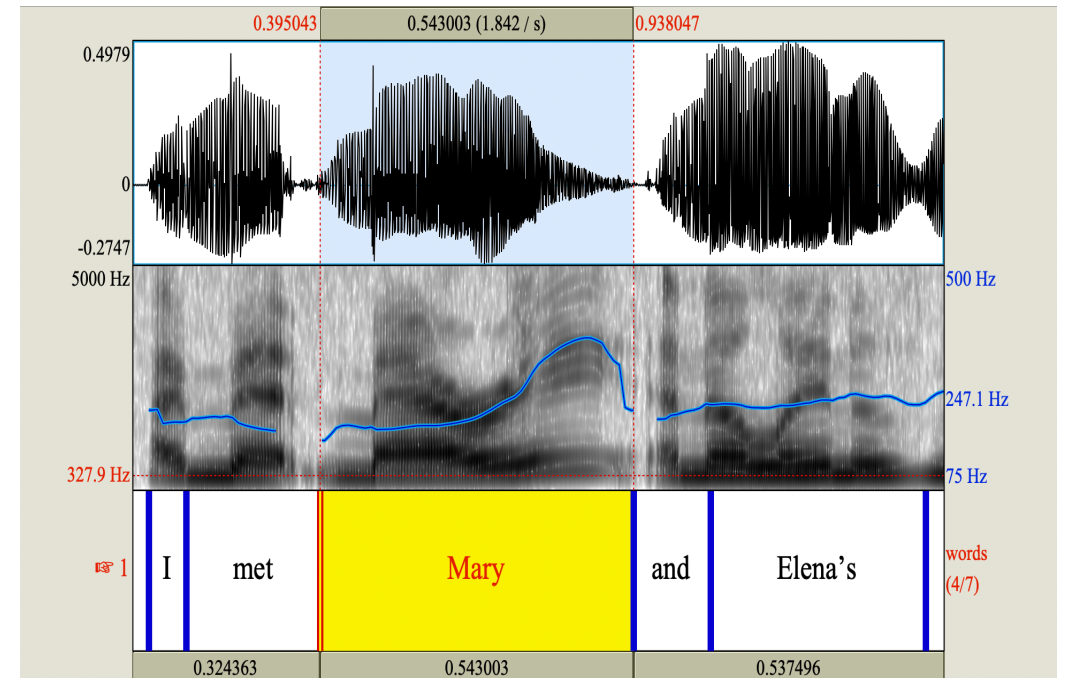 0.395043 0.543003 (1.842 / s) 0.938047
0.4979
0
-0.2747
5000 Hz 500 Hz
247.1 Hz
327.9 Hz 75 Hz
☞ 1 I met Mary and Elena’s words
(4/7)
0.324363 0.543003 0.537496